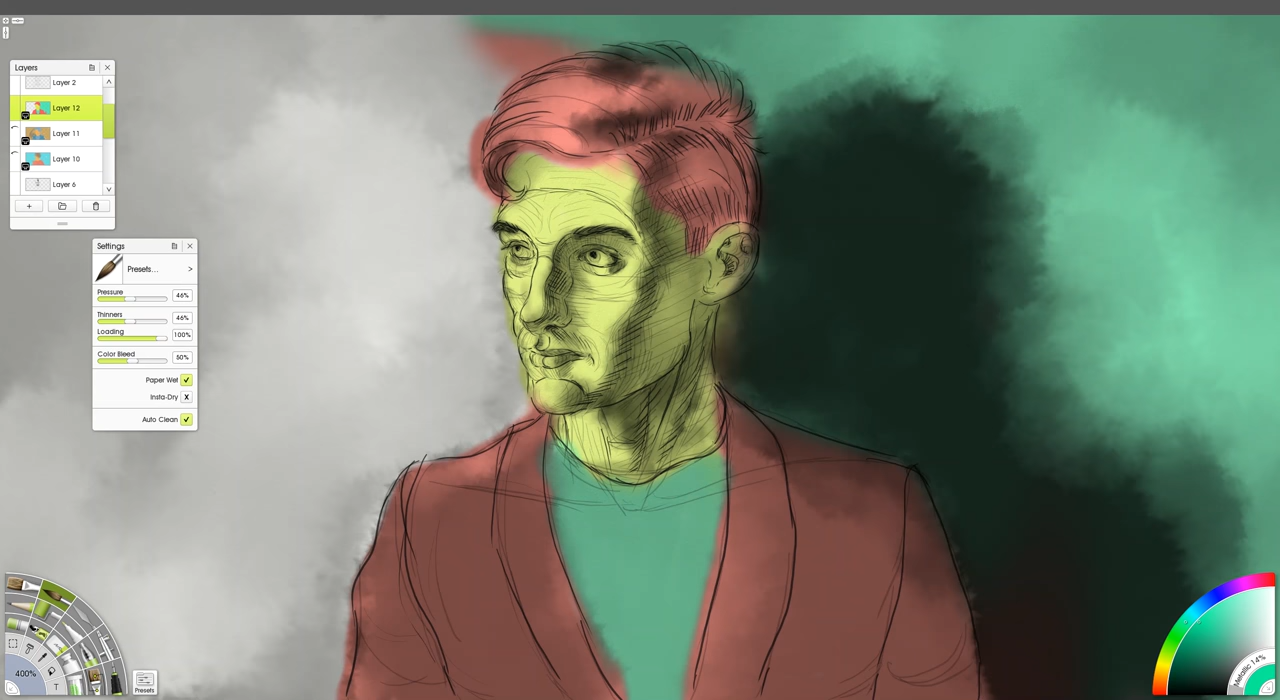 Layers
Layer 2
Layer 12
Layer 11
Layer 10
Layer 6
+
Settings
Presets... >
Pressure
46%
Thinners
46%
Loading
100%
Color Bleed
50%
Paper Wet
Insta-Dry X
Auto Clean
400%
T
Presets
Metallic 14%